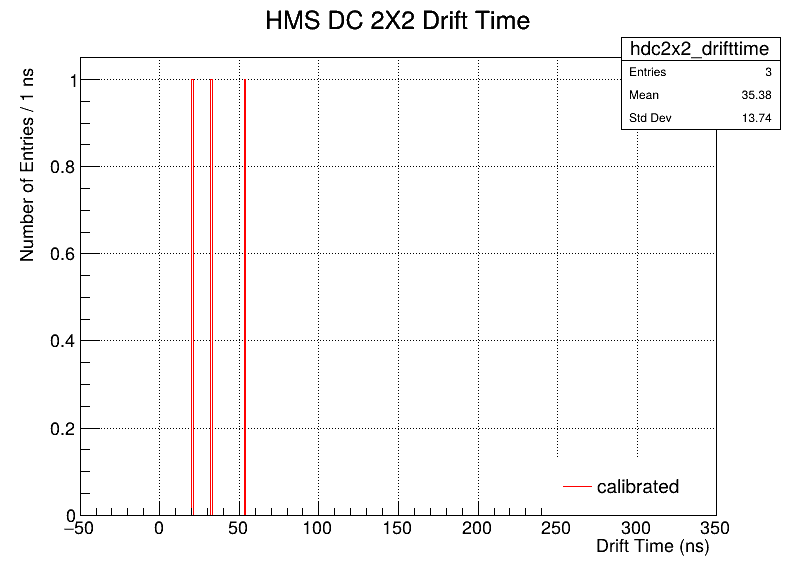 HMS DC 2X2 Drift Time
hdc2x2_drifttime
Entries 3
Mean 35.38
Std Dev 13.74
Number of Entries / 1 ns
1
0.8
0.6
0.4
0.2
0
−50 0 50 100 150 200 250 300 350
Drift Time (ns)
calibrated